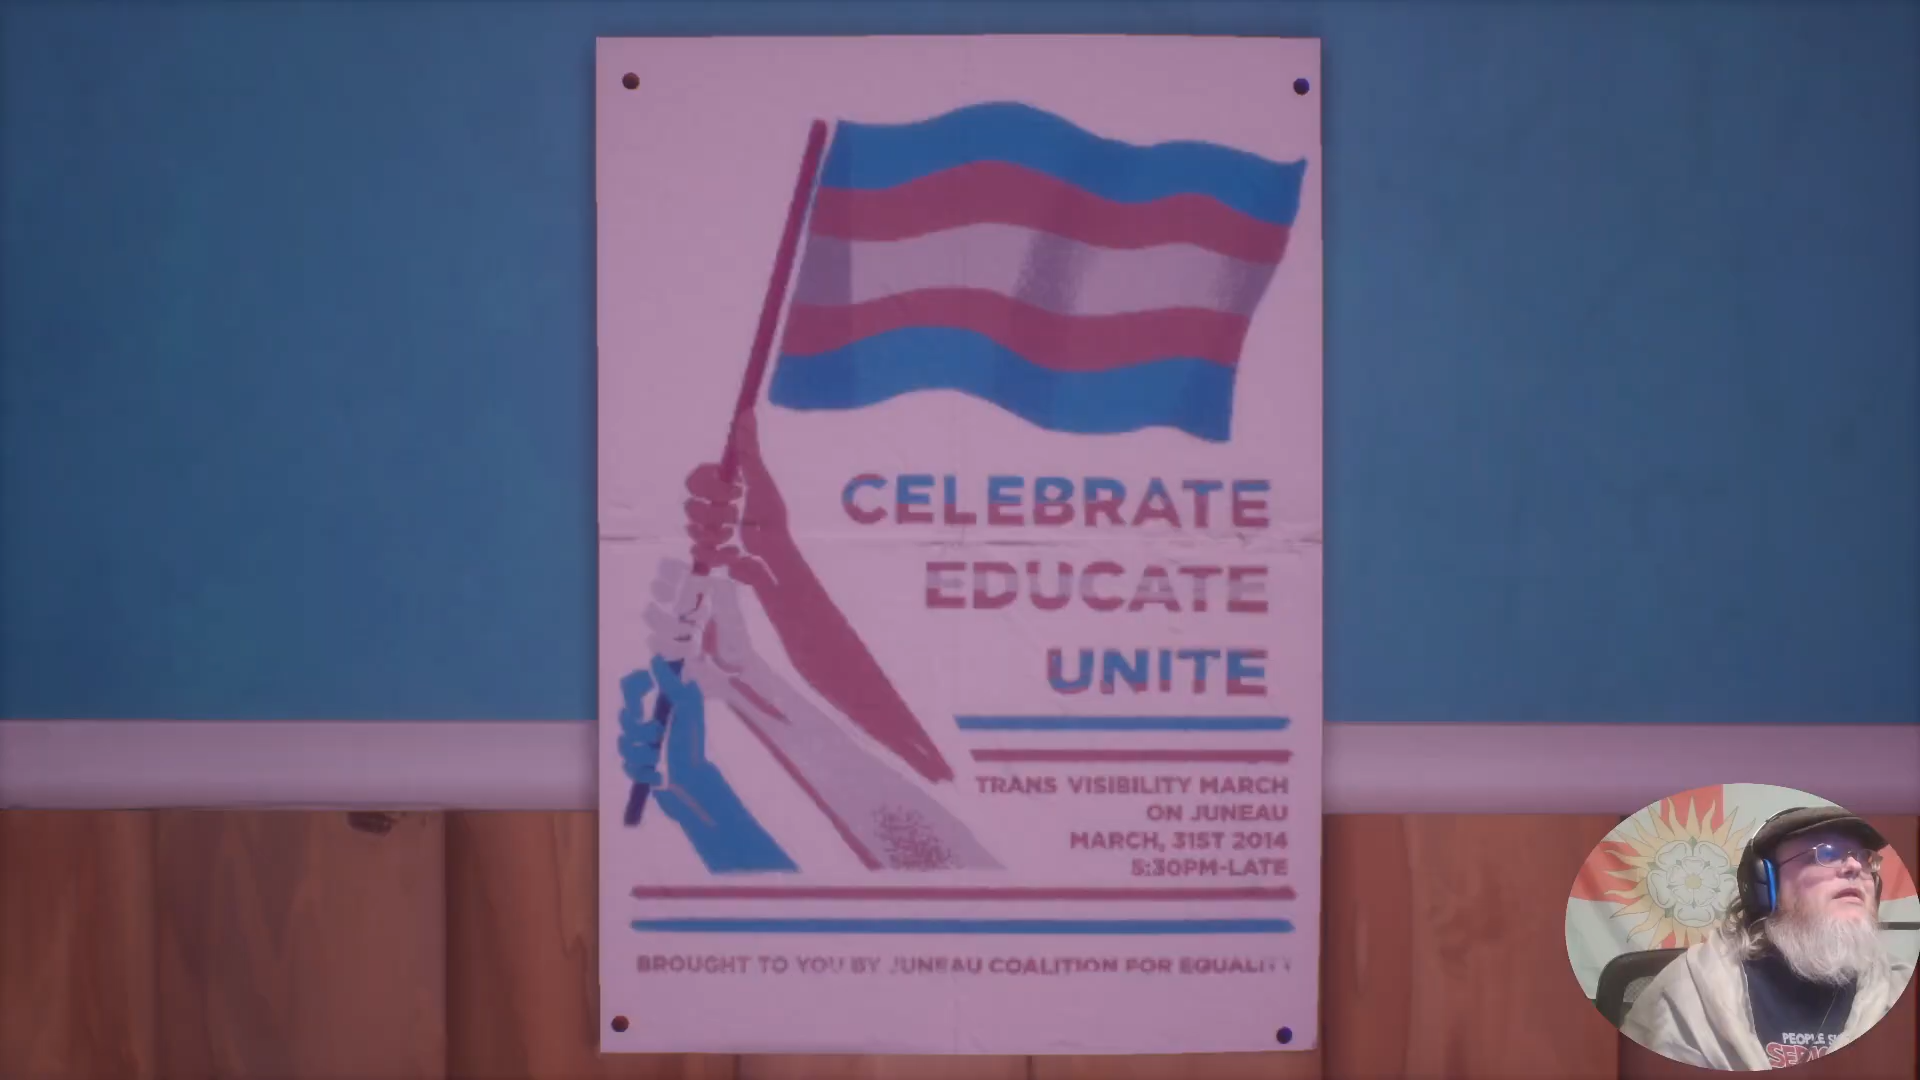 CELEBRATE
EDUCATE
UNITE
TRANS VISIBILITY MARCH
ON JUNEAU
MARCH, 31ST 2014
5:30PM-LATE
BROUGHT TO YOU BY JUNEAU COALITION FOR EQUALITY
PEOPLE